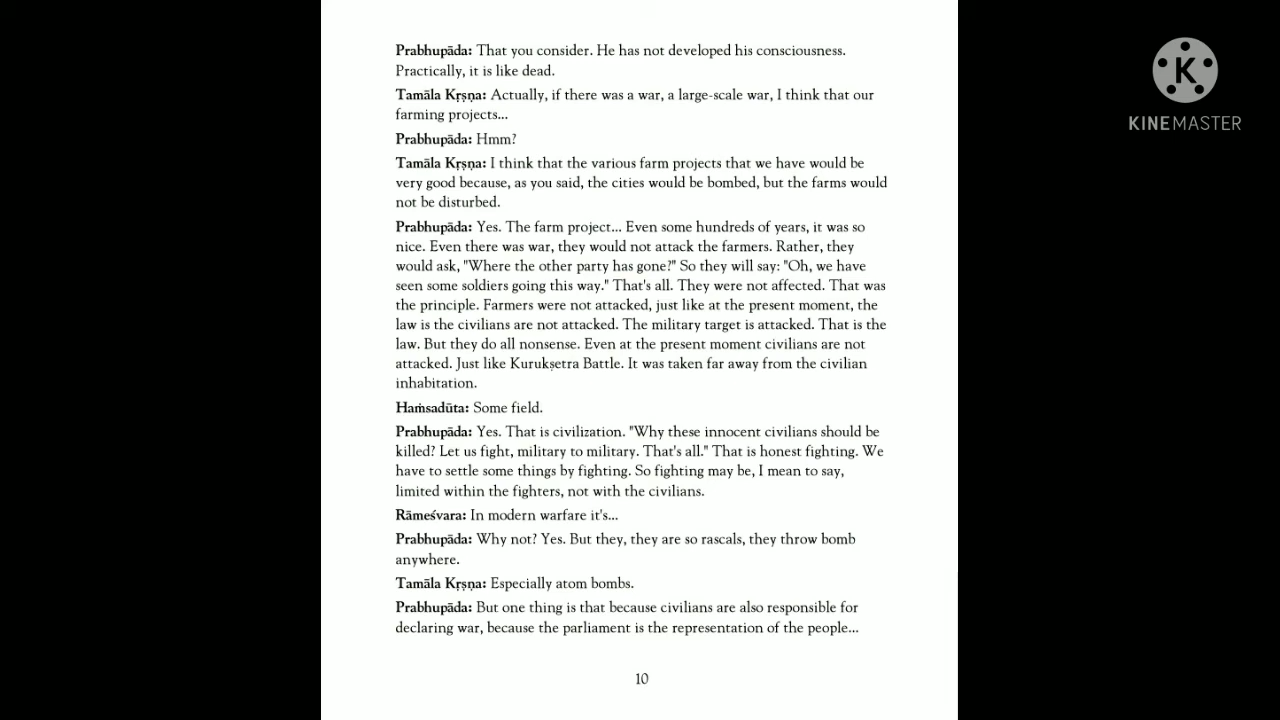 Prabhupāda: That you consider. He has not developed his consciousness.
Practically, it is like dead.
Tamāla Kṛṣṇa: Actually, if there was a war, a large-scale war, I think that our
farming projects...
Prabhupāda: Hmm?
Tamāla Kṛṣṇa: I think that the various farm projects that we have would be
very good because, as you said, the cities would be bombed, but the farms would
not be disturbed.
Prabhupāda: Yes. The farm project... Even some hundreds of years, it was so
nice. Even there was war, they would not attack the farmers. Rather, they
would ask, "Where the other party has gone?" So they will say: "Oh, we have
seen some soldiers going this way." That's all. They were not affected. That was
the principle. Farmers were not attacked, just like at the present moment, the
law is the civilians are not attacked. The military target is attacked. That is the
law. But they do all nonsense. Even at the present moment civilians are not
attacked. Just like Kurukṣetra Battle. It was taken far away from the civilian
inhabitation.
Haṁsadūta: Some field.
Prabhupāda: Yes. That is civilization. "Why these innocent civilians should be
killed? Let us fight, military to military. That's all." That is honest fighting. We
have to settle some things by fighting. So fighting may be, I mean to say,
limited within the fighters, not with the civilians.
Rāmeśvara: In modern warfare it's...
Prabhupāda: Why not? Yes. But they, they are so rascals, they throw bomb
anywhere.
Tamāla Kṛṣṇa: Especially atom bombs.
Prabhupāda: But one thing is that because civilians are also responsible for
declaring war, because the parliament is the representation of the people...
10
K
KINEMASTER